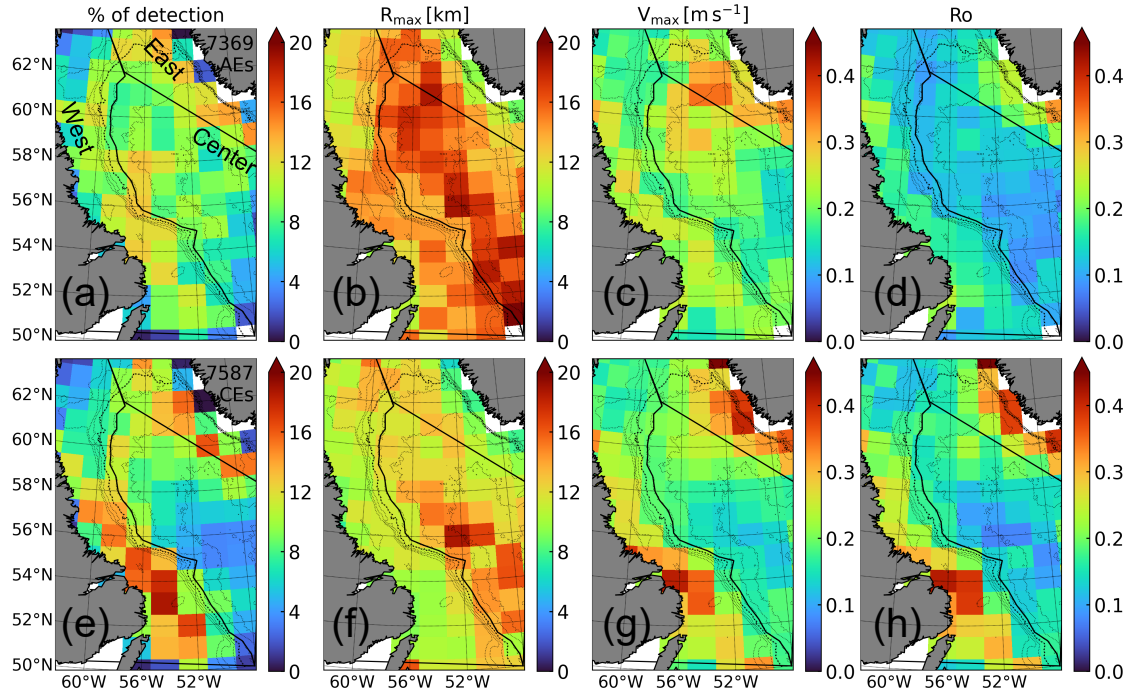 % of detection
R_max [km]
V_max [m s⁻¹]
Ro
62°N
60°N
58°N
56°N
54°N
52°N
50°N
East
West
Center
7369
AEs
(a)
20
16
12
8
4
0
(b)
20
16
12
8
4
0
(c)
0.4
0.3
0.2
0.1
0.0
(d)
0.4
0.3
0.2
0.1
0.0
62°N
60°N
58°N
56°N
54°N
52°N
50°N
7587
CEs
(e)
20
16
12
8
4
0
(f)
20
16
12
8
4
0
(g)
0.4
0.3
0.2
0.1
0.0
(h)
0.4
0.3
0.2
0.1
0.0
60°W 56°W 52°W
60°W 56°W 52°W
60°W 56°W 52°W
60°W 56°W 52°W